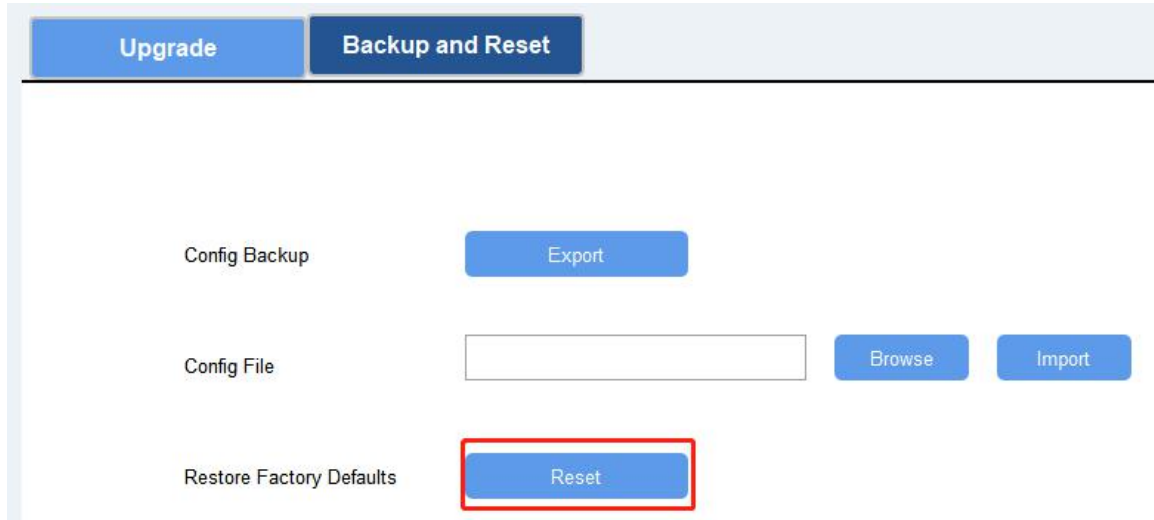 Upgrade Backup and Reset
Config Backup Export
Config File Browse Import
Restore Factory Defaults Reset